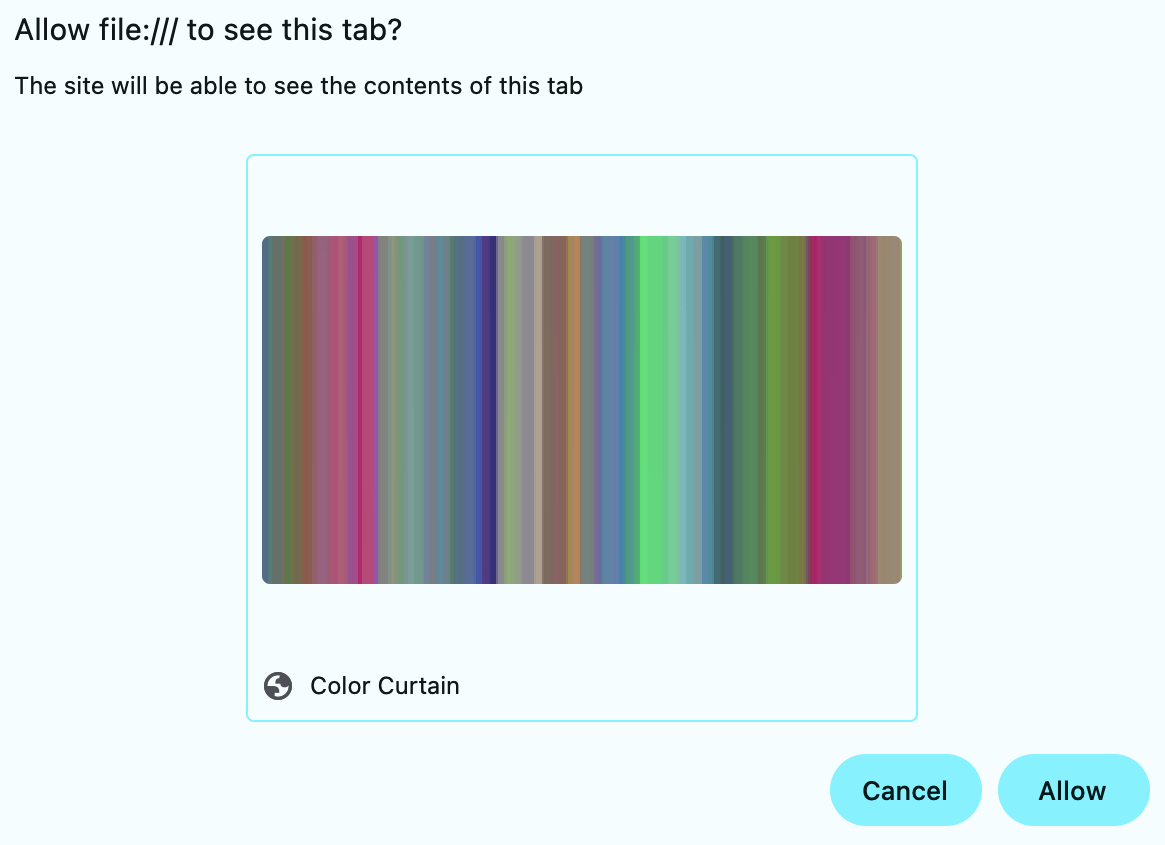 Allow file:/// to see this tab?
The site will be able to see the contents of this tab
Color Curtain
Cancel
Allow